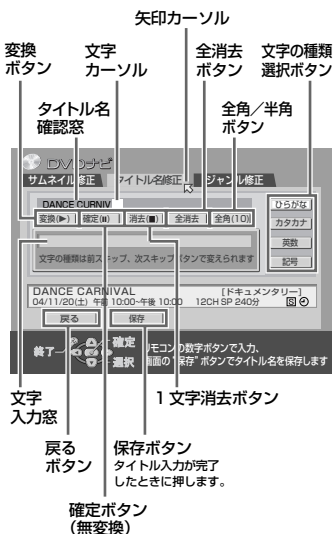 矢印カーソル
変換
ボタン
文字
カーソル
全消去
ボタン
文字の種類
選択ボタン
タイトル名
確認窓
全角／半角
ボタン
DVDナビ
サムネイル修正
タイトル名修正
ジャンル修正
DANCE CURNIV
変換(▶)
確定(II)
消去(■)
全消去
全角(10)
ひらがな
カタカナ
英数
記号
文字の種類は前スキップ、次スキップボタンで変えられます
DANCE CARNIVAL [ドキュメンタリー]
04/11/20(土) 午前 10:00~午後 10:00 12CH SP 240分 S
戻る
保存
終了
確定
選択
リモコンの数字ボタンで入力、
画面の"保存"ボタンでタイトル名を保存します
文字
入力窓
1文字消去ボタン
戻る
ボタン
保存ボタン
タイトル入力が完了
したときに押します。
確定ボタン
(無変換)